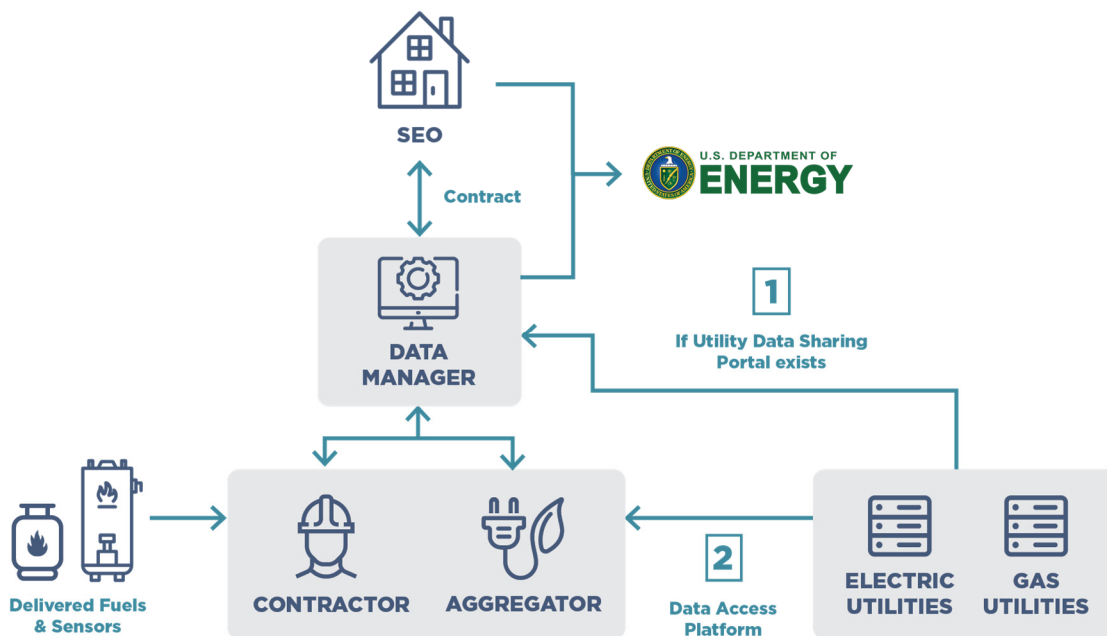 SEO
Contract
U.S. DEPARTMENT OF
ENERGY
DATA
MANAGER
1
If Utility Data Sharing
Portal exists
Delivered Fuels
& Sensors
CONTRACTOR
AGGREGATOR
2
Data Access
Platform
ELECTRIC
UTILITIES
GAS
UTILITIES